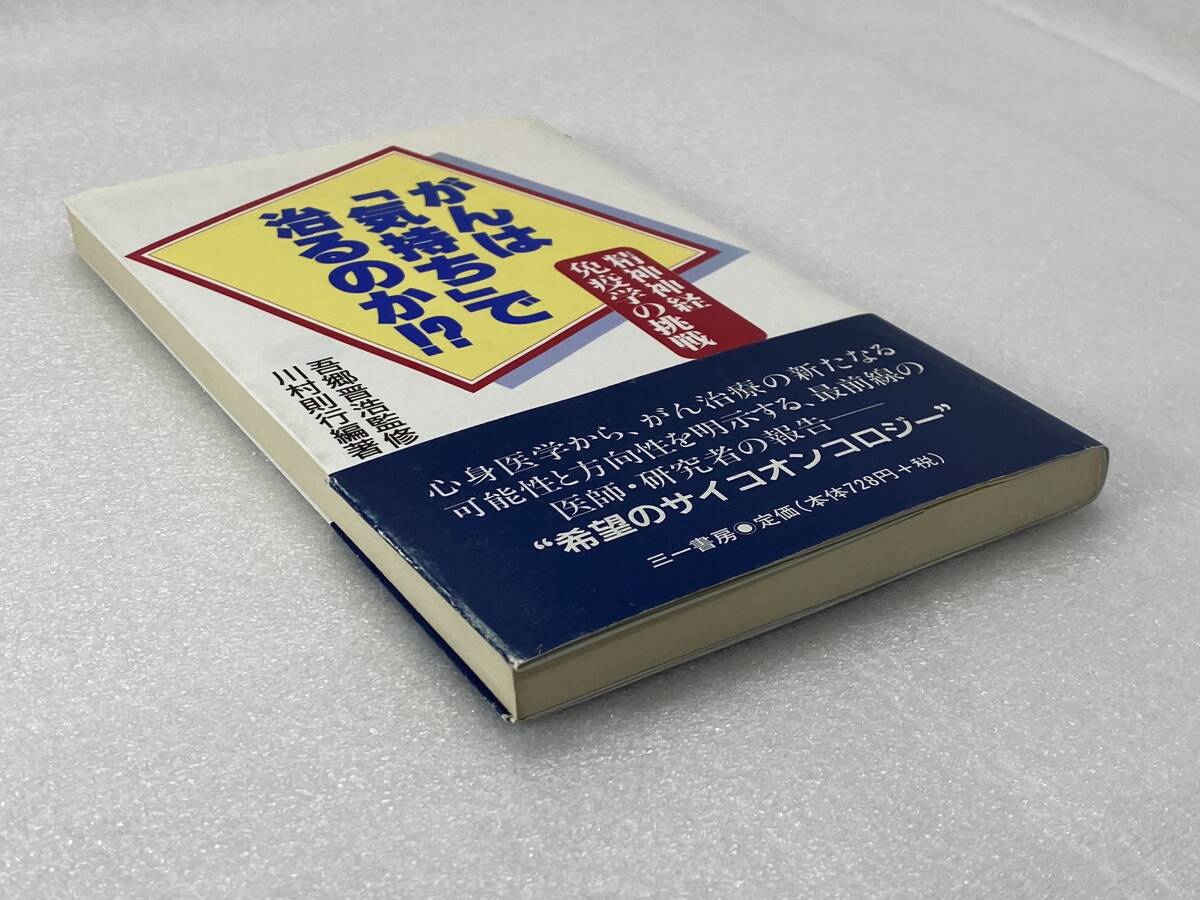 がんは
「気持ち」で
治るのか!?
精神神経
免疫学の挑戦
吾郷晋浩監修
川村則行編著
心身医学から、がん治療の新たなる
可能性と方向性を明示する、最前線の
医師・研究者の報告――
“希望のサイコオンコロジー”
三一書房●定価(本体728円+税)